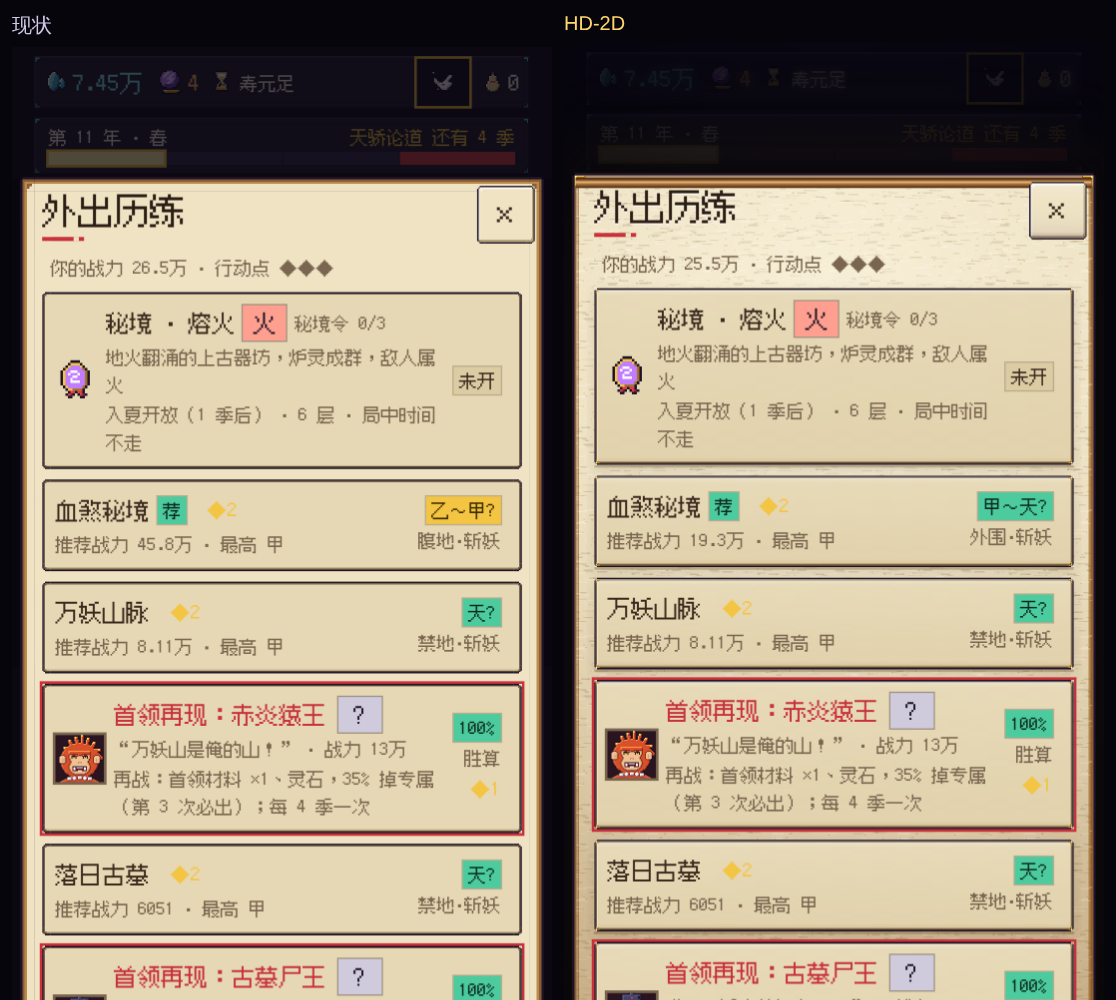 现状
7.45万 4 寿元足 0
第 11 年 · 春 天骄论道 还有 4 季
外出历练 ×
你的战力 26.5万 · 行动点 ◆◆◆
秘境 · 熔火 火 秘境令 0/3
地火翻涌的上古器坊，炉灵成群，敌人属
火
2
未开
入夏开放（1 季后） · 6 层 · 局中时间
不走
血煞秘境 荐 ◆2 乙～甲?
推荐战力 45.8万 · 最高 甲 腹地·斩妖
万妖山脉 ◆2 天?
推荐战力 8.11万 · 最高 甲 禁地·斩妖
首领再现：赤炎猿王 ? 100%
“万妖山是俺的山！” · 战力 13万 胜算
再战：首领材料 ×1、灵石，35% 掉专属 ◆1
（第 3 次必出）；每 4 季一次
落日古墓 ◆2 天?
推荐战力 6051 · 最高 甲 禁地·斩妖
首领再现：古墓尸王 ? 100%
HD-2D
7.45万 4 寿元足 0
第 11 年 · 春 天骄论道 还有 4 季
外出历练 ×
你的战力 25.5万 · 行动点 ◆◆◆
秘境 · 熔火 火 秘境令 0/3
地火翻涌的上古器坊，炉灵成群，敌人属
火
2
未开
入夏开放（1 季后） · 6 层 · 局中时间
不走
血煞秘境 荐 ◆2 甲～天?
推荐战力 19.3万 · 最高 甲 外围·斩妖
万妖山脉 ◆2 天?
推荐战力 8.11万 · 最高 甲 禁地·斩妖
首领再现：赤炎猿王 ? 100%
“万妖山是俺的山！” · 战力 13万 胜算
再战：首领材料 ×1、灵石，35% 掉专属 ◆1
（第 3 次必出）；每 4 季一次
落日古墓 ◆2 天?
推荐战力 6051 · 最高 甲 禁地·斩妖
首领再现：古墓尸王 ? 100%